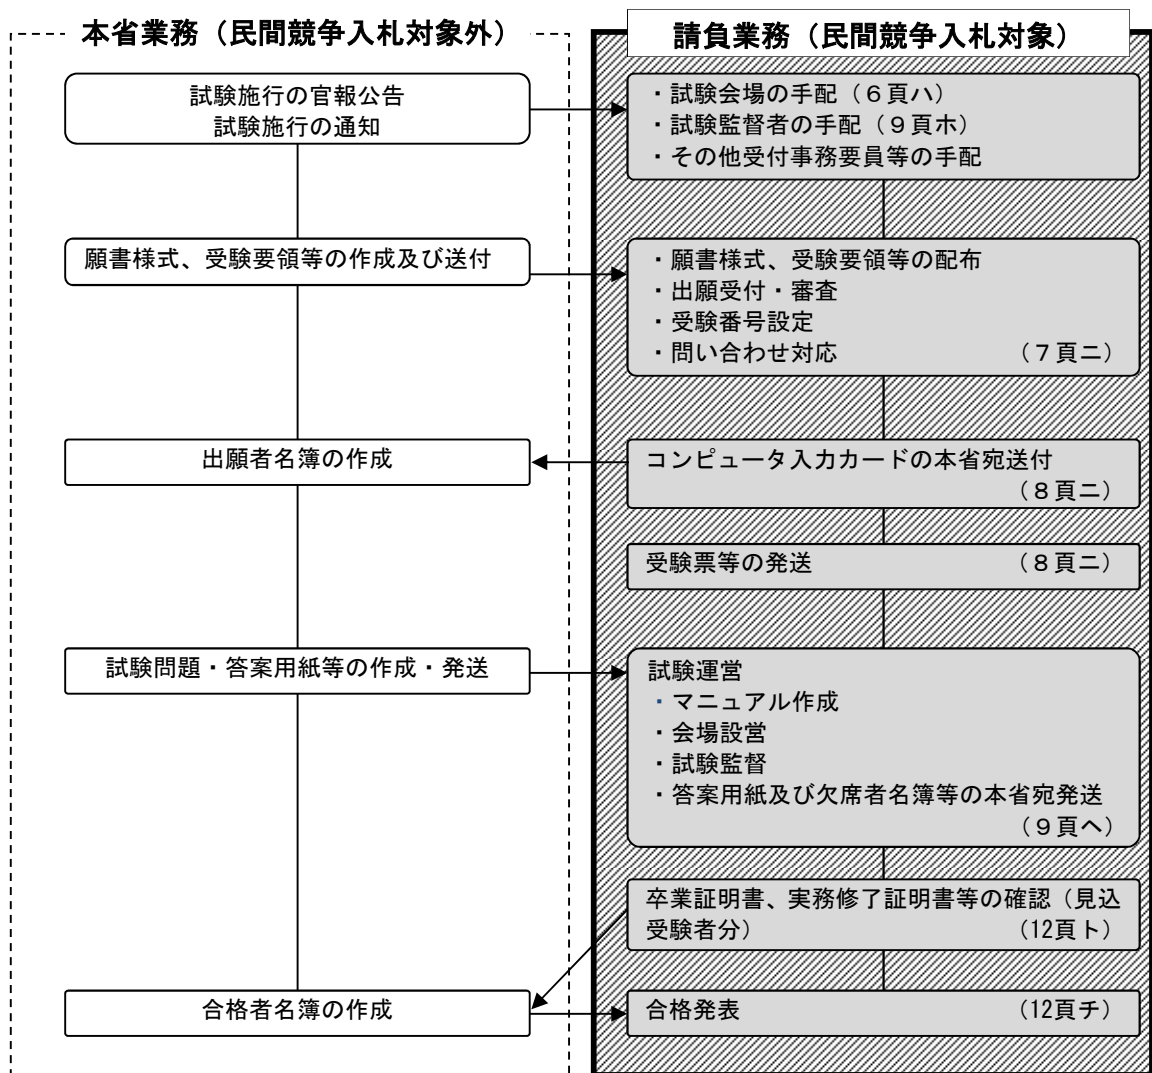 本省業務(民間競争入札対象外)
請負業務(民間競争入札対象)
試験施行の官報公告
試験施行の通知
・試験会場の手配(6頁ハ)
・試験監督者の手配(9頁ホ)
・その他受付事務要員等の手配
願書様式、受験要領等の作成及び送付
・願書様式、受験要領等の配布
・出願受付・審査
・受験番号設定
・問い合わせ対応 (7頁ニ)
出願者名簿の作成
コンピュータ入力カードの本省宛送付
(8頁ニ)
受験票等の発送 (8頁ニ)
試験問題・答案用紙等の作成・発送
試験運営
・マニュアル作成
・会場設営
・試験監督
・答案用紙及び欠席者名簿等の本省宛発送
(9頁ヘ)
卒業証明書、実務修了証明書等の確認(見込
受験者分) (12頁ト)
合格者名簿の作成
合格発表 (12頁チ)